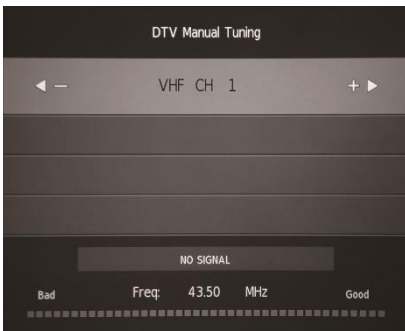 DTV Manual Tuning
− VHF CH 1 +
NO SIGNAL
Bad Freq: 43.50 MHz Good